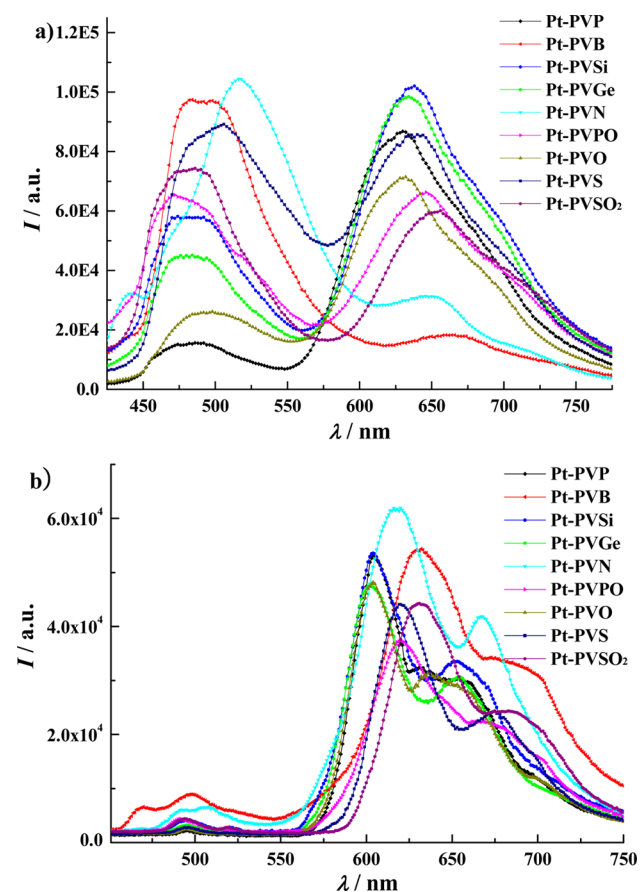 a)
1.2E5
1.0E5
8.0E4
6.0E4
4.0E4
2.0E4
0.0
I / a.u.
Pt-PVP
Pt-PVB
Pt-PVSi
Pt-PVGe
Pt-PVN
Pt-PVPO
Pt-PVO
Pt-PVS
Pt-PVSO₂
450 500 550 600 650 700 750
λ / nm
b)
6.0x10⁴
4.0x10⁴
2.0x10⁴
0.0
I / a.u.
Pt-PVP
Pt-PVB
Pt-PVSi
Pt-PVGe
Pt-PVN
Pt-PVPO
Pt-PVO
Pt-PVS
Pt-PVSO₂
500 550 600 650 700 750
λ / nm